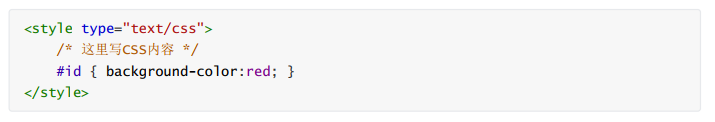 <style type="text/css">
/* 这里写CSS内容 */
#id { background-color:red; }
</style>